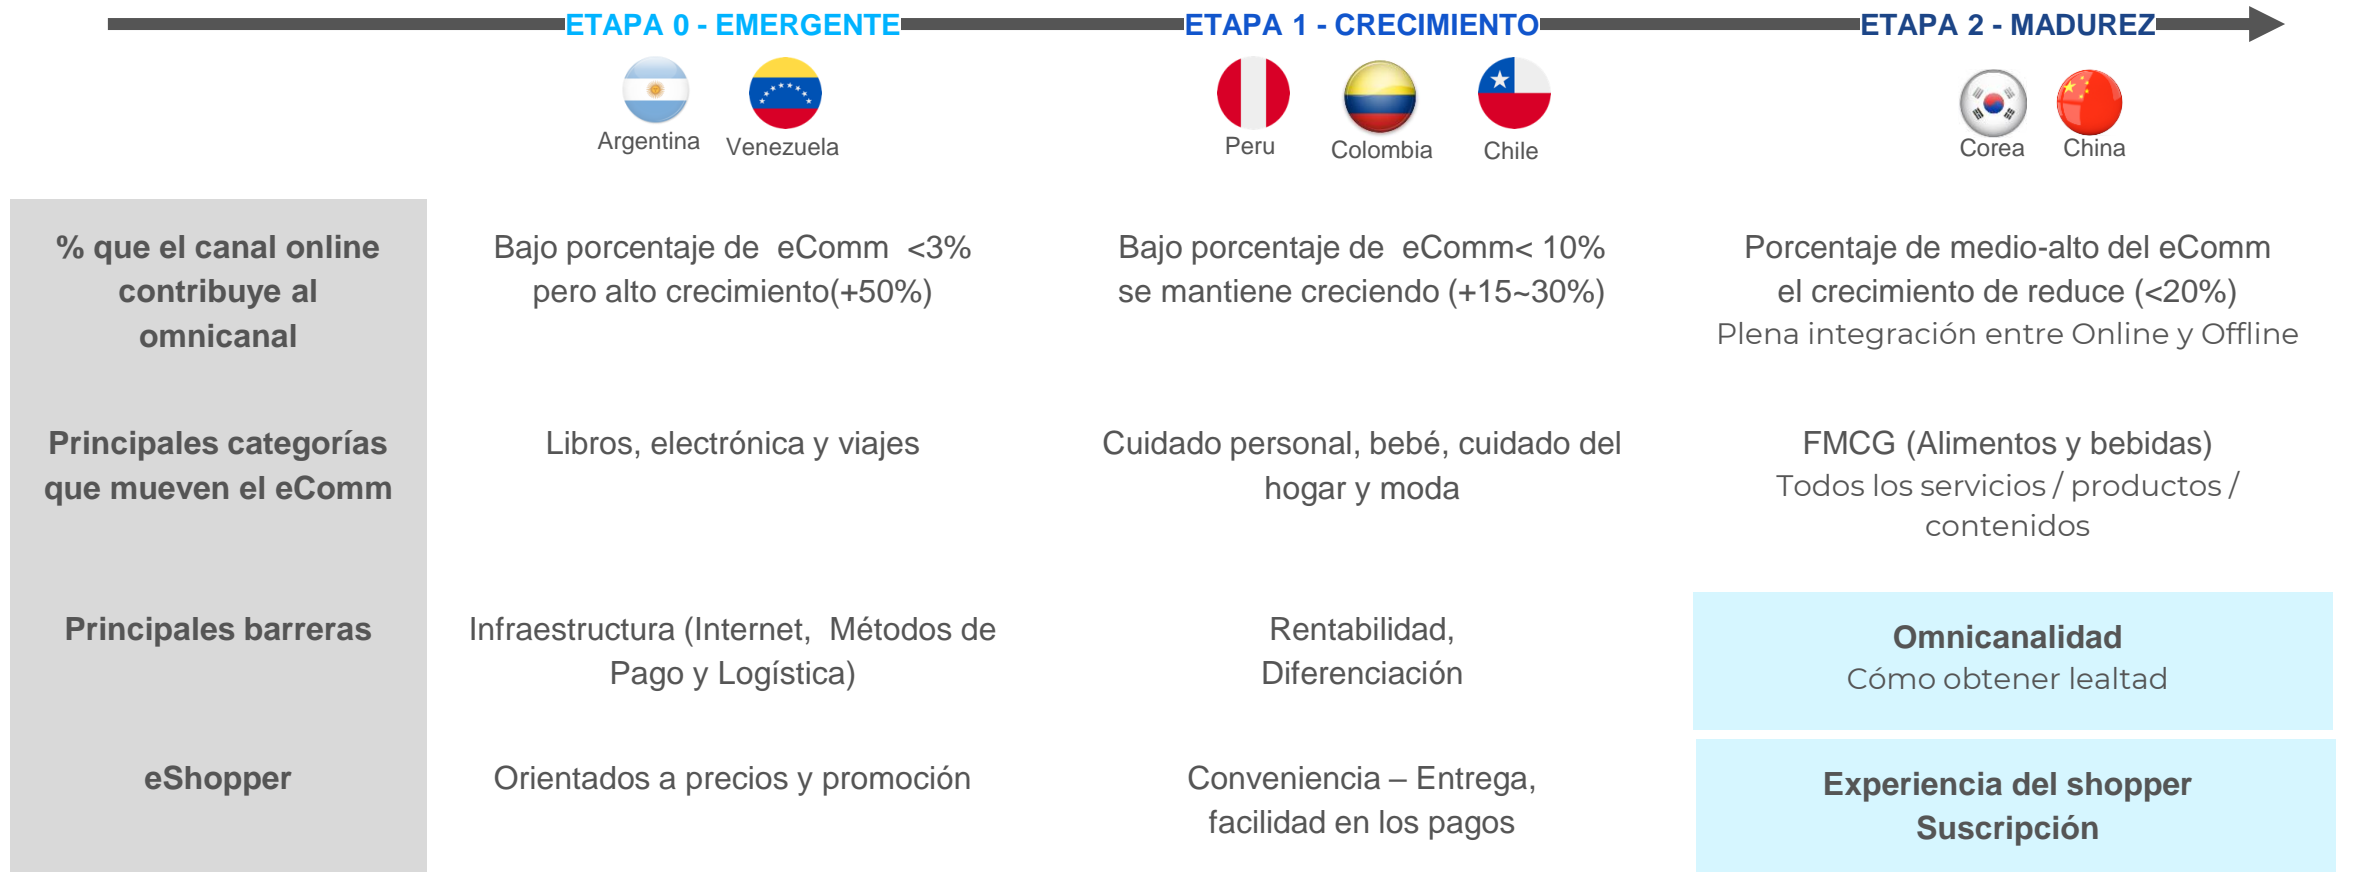 ETAPA 0 - EMERGENTE
ETAPA 1 - CRECIMIENTO
ETAPA 2 - MADUREZ
Argentina
Venezuela
Peru
Colombia
Chile
Corea
China
% que el canal online
contribuye al
omnicanal
Bajo porcentaje de  eComm  <3%
pero alto crecimiento(+50%)
Bajo porcentaje de  eComm< 10%
se mantiene creciendo (+15~30%)
Porcentaje de medio-alto del eComm
el crecimiento de reduce (<20%)
Plena integración entre Online y Offline
Principales categorías
que mueven el eComm
Libros, electrónica y viajes
Cuidado personal, bebé, cuidado del
hogar y moda
FMCG (Alimentos y bebidas)
Todos los servicios / productos /
contenidos
Principales barreras
Infraestructura (Internet,  Métodos de
Pago y Logística)
Rentabilidad,
Diferenciación
Omnicanalidad
Cómo obtener lealtad
eShopper
Orientados a precios y promoción
Conveniencia – Entrega,
facilidad en los pagos
Experiencia del shopper
Suscripción